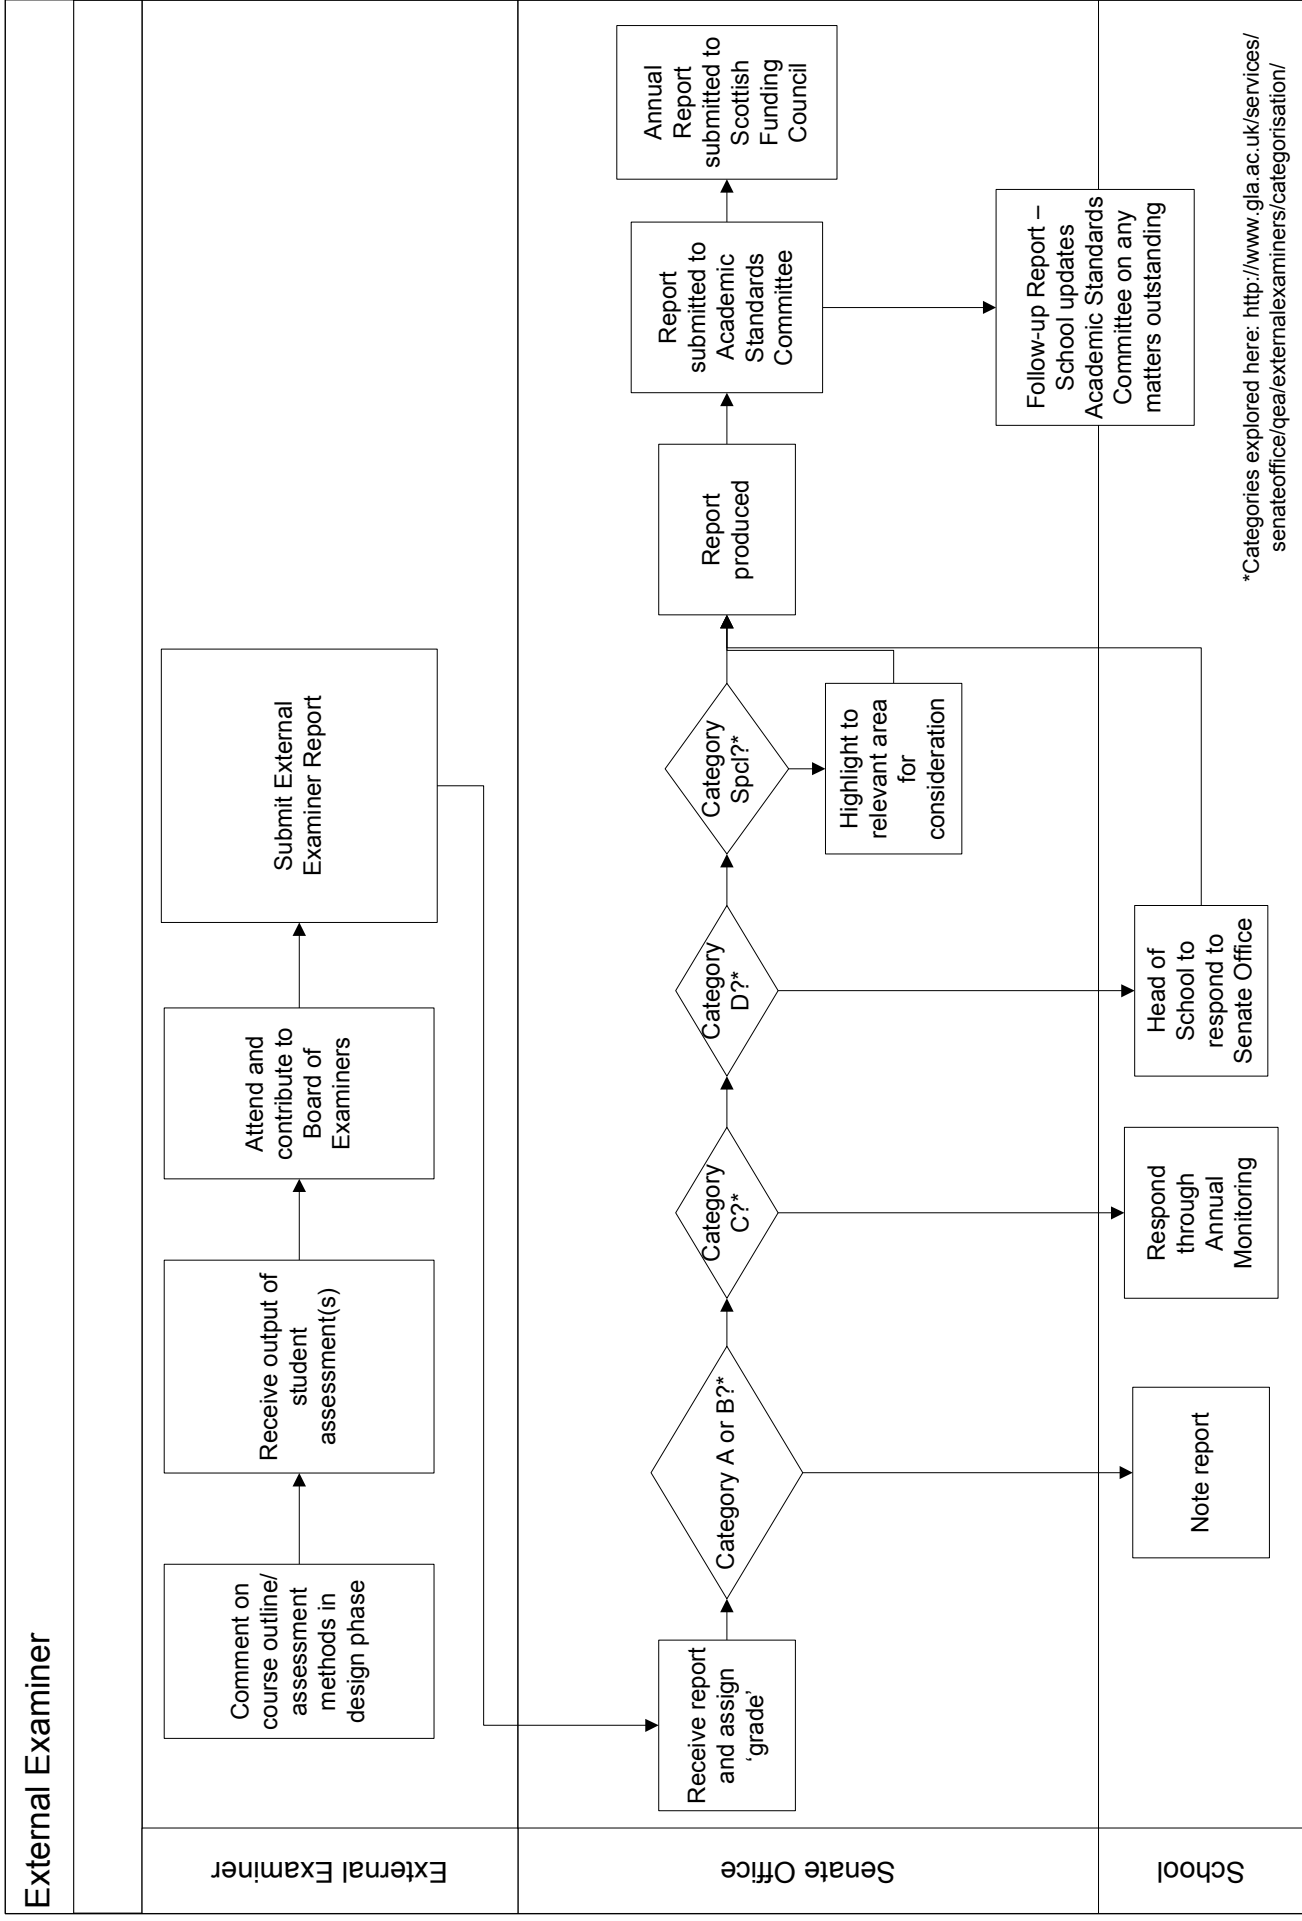 External Examiner
External Examiner
Comment on
course outline/
assessment
methods in
design phase
Receive output of
student
assessment(s)
Attend and
contribute to
Board of
Examiners
Submit External
Examiner Report
Senate Office
Receive report
and assign
‘grade’
Category A or B?*
Category
C?*
Category
D?*
Category
Spcl?*
Highlight to
relevant area
for
consideration
Report
produced
Report
submitted to
Academic
Standards
Committee
Annual
Report
submitted to
Scottish
Funding
Council
School
Note report
Respond
through
Annual
Monitoring
Head of
School to
respond to
Senate Office
Follow-up Report –
School updates
Academic Standards
Committee on any
matters outstanding
*Categories explored here: http://www.gla.ac.uk/services/
senateoffice/qea/externalexaminers/categorisation/